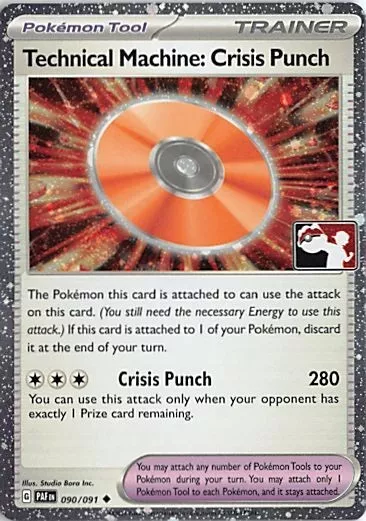 Pokémon Tool
TRAINER
Technical Machine: Crisis Punch
The Pokémon this card is attached to can use the attack
on this card. (You still need the necessary Energy to use this
attack.) If this card is attached to 1 of your Pokémon, discard
it at the end of your turn.
Crisis Punch 280
You can use this attack only when your opponent has
exactly 1 Prize card remaining.
You may attach any number of Pokémon Tools to your
Pokémon during your turn. You may attach only 1
Pokémon Tool to each Pokémon, and it stays attached.
Illus. Studio Bora Inc.
G PAF EN 090/091